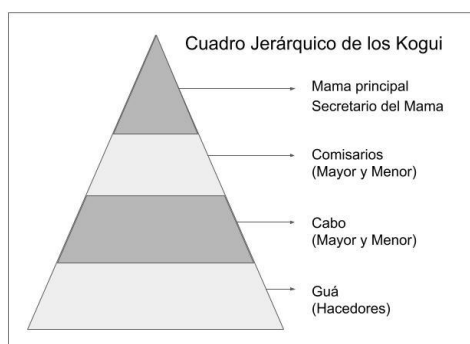 Cuadro Jerárquico de los Kogui
Mama principal
Secretario del Mama
Comisarios
(Mayor y Menor)
Cabo
(Mayor y Menor)
Guá
(Hacedores)